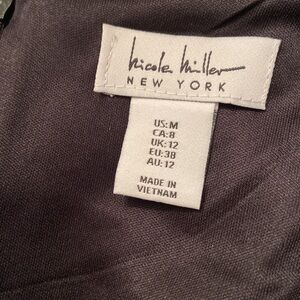 Nicole Miller
NEW YORK
US:M
CA:8
UK:12
EU:38
AU:12
MADE IN
VIETNAM